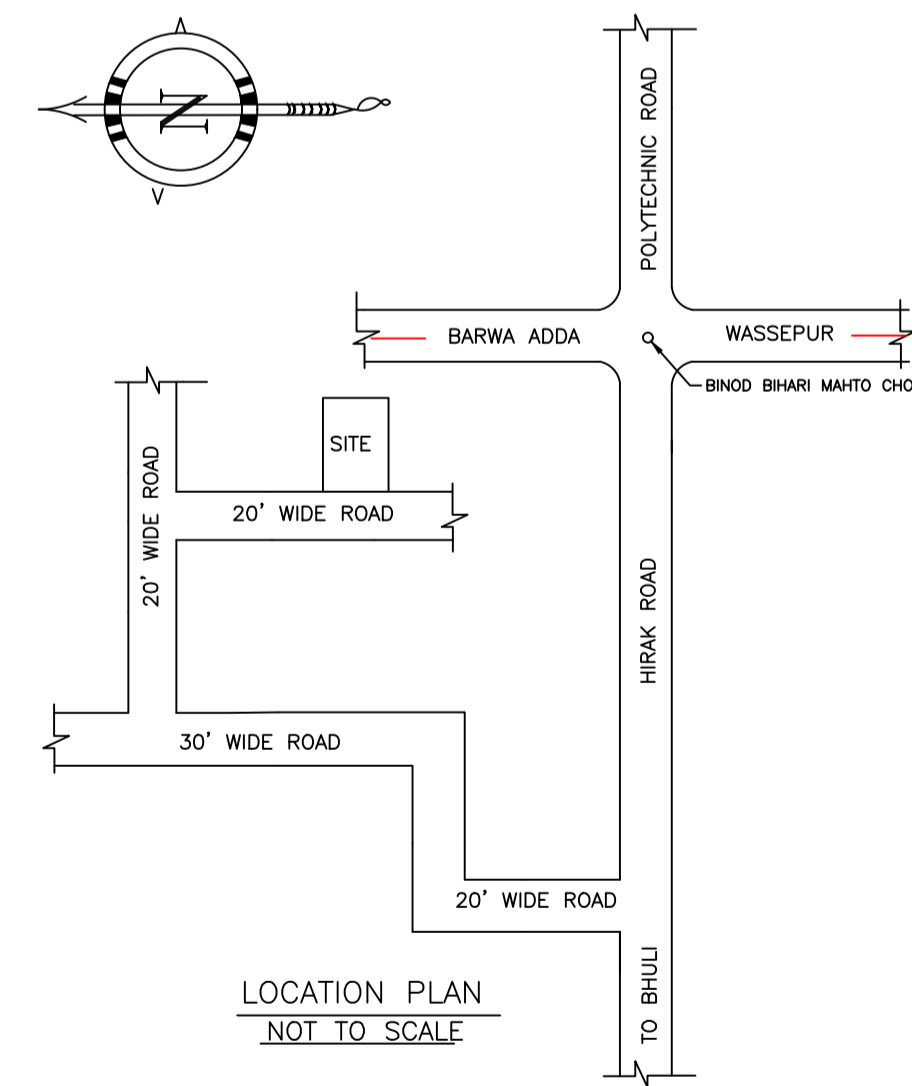 N
POLYTECHNIC ROAD
BARWA ADDA
WASSEPUR
BINOD BIHARI MAHTO CHO
SITE
20' WIDE ROAD
20' WIDE ROAD
HIRAK ROAD
30' WIDE ROAD
20' WIDE ROAD
TO BHULI
LOCATION PLAN
NOT TO SCALE